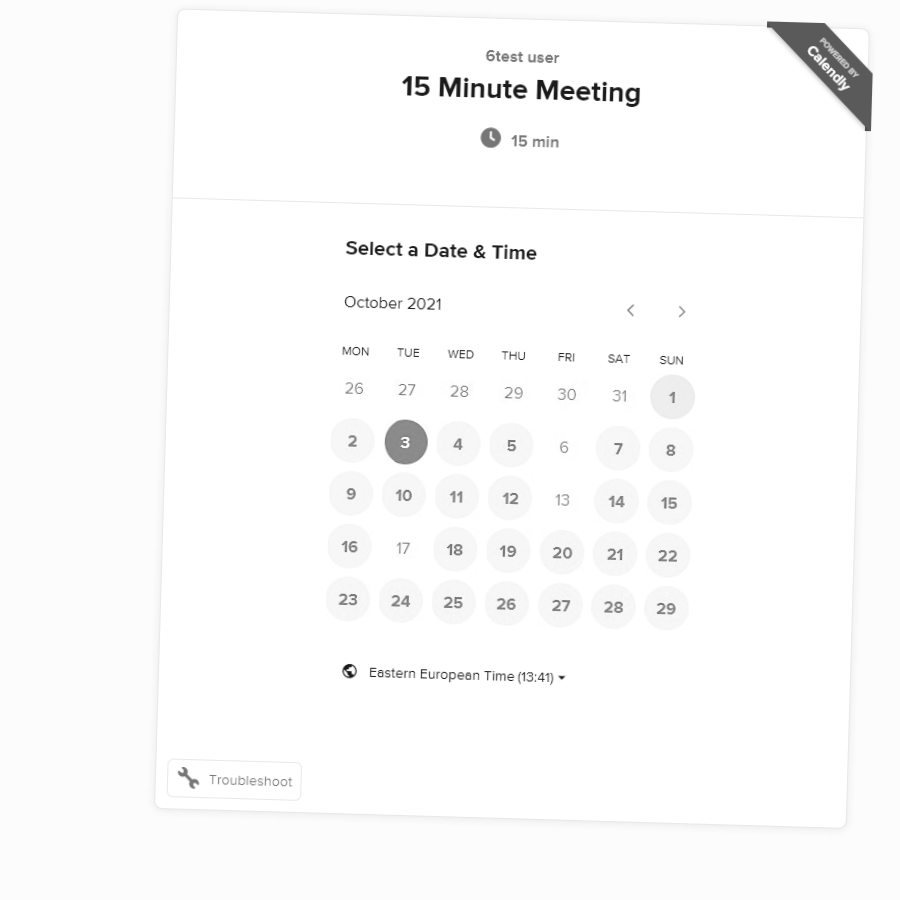 POWERED BY
Calendly
6test user
15 Minute Meeting
15 min
Select a Date & Time
October 2021
MON TUE WED THU FRI SAT SUN
26 27 28 29 30 31 1
2 3 4 5 6 7 8
9 10 11 12 13 14 15
16 17 18 19 20 21 22
23 24 25 26 27 28 29
Eastern European Time (13:41)
Troubleshoot